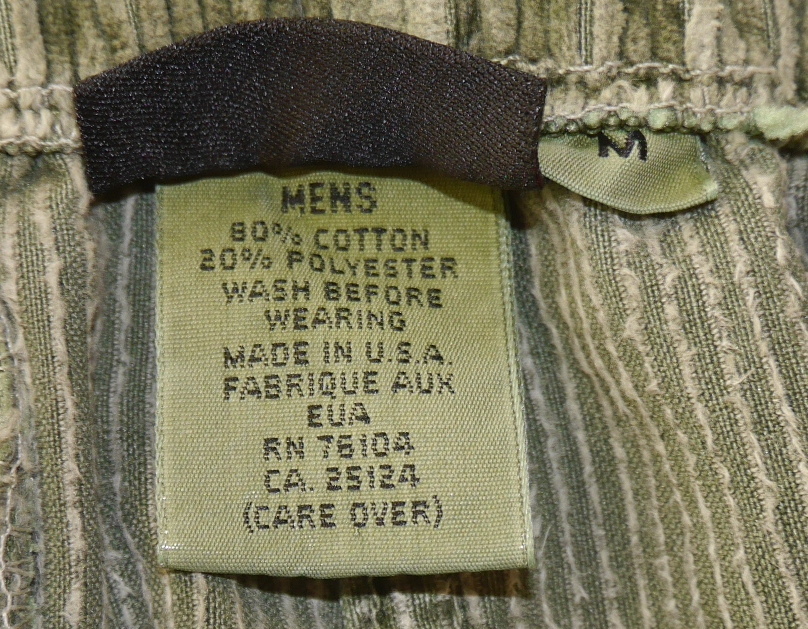 M
MENS
80% COTTON
20% POLYESTER
WASH BEFORE
WEARING
MADE IN U.S.A.
FABRIQUE AUX
EUA
RN 76104
CA. 25124
(CARE OVER)